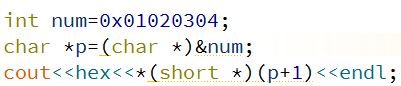 int num=0x01020304;
char *p=(char *)&num;
cout<<hex<<*(short *)(p+1)<<endl;